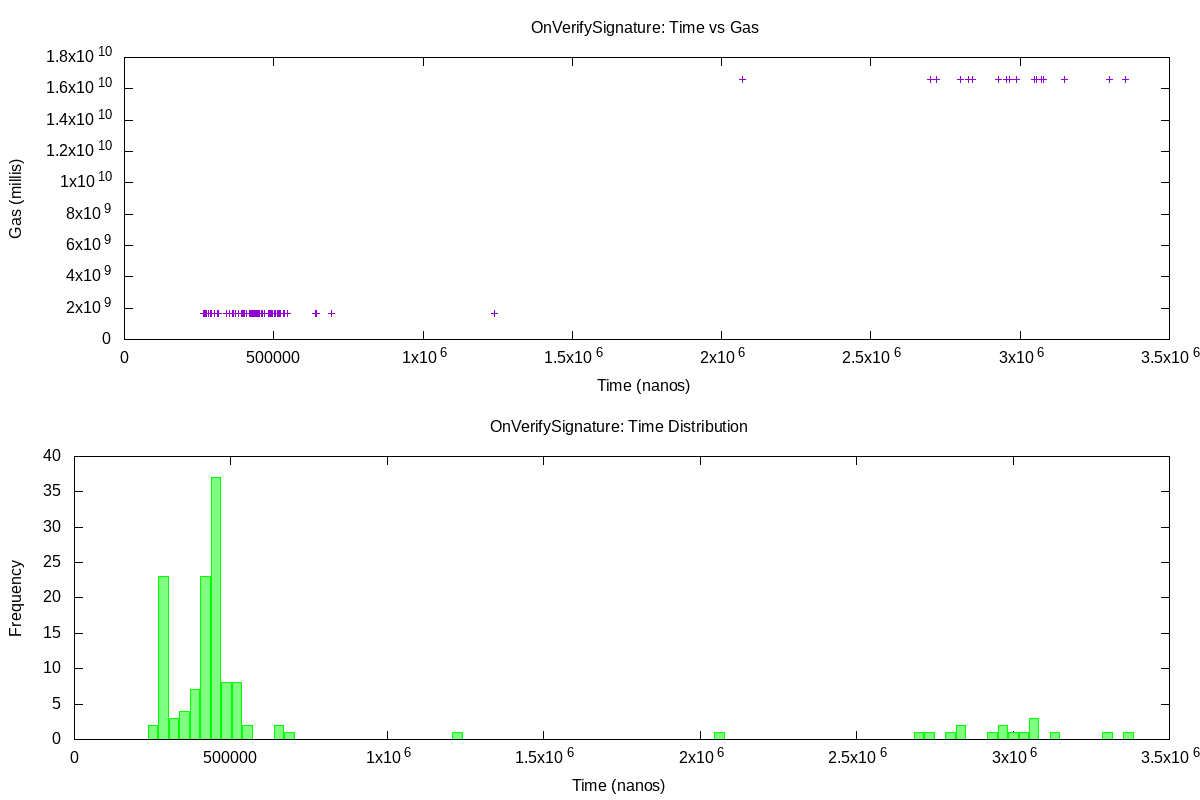 OnVerifySignature: Time vs Gas
1.8x10^10
1.6x10^10
1.4x10^10
1.2x10^10
1x10^10
8x10^9
6x10^9
4x10^9
2x10^9
0
Gas (millis)
0 500000 1x10^6 1.5x10^6 2x10^6 2.5x10^6 3x10^6 3.5x10^6
Time (nanos)
OnVerifySignature: Time Distribution
40
35
30
25
20
15
10
5
0
Frequency
0 500000 1x10^6 1.5x10^6 2x10^6 2.5x10^6 3x10^6 3.5x10^6
Time (nanos)